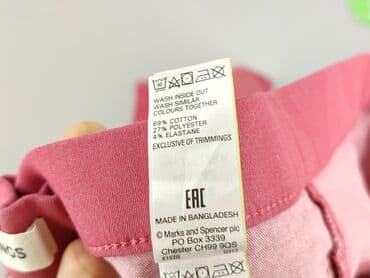 WASH INSIDE OUT
WASH SIMILAR
COLOURS TOGETHER
69% COTTON
27% POLYESTER
4% ELASTANE
EXCLUSIVE OF TRIMMINGS
EAC
MADE IN BANGLADESH
© Marks and Spencer plc
PO Box 3339
Chester CH99 9QS